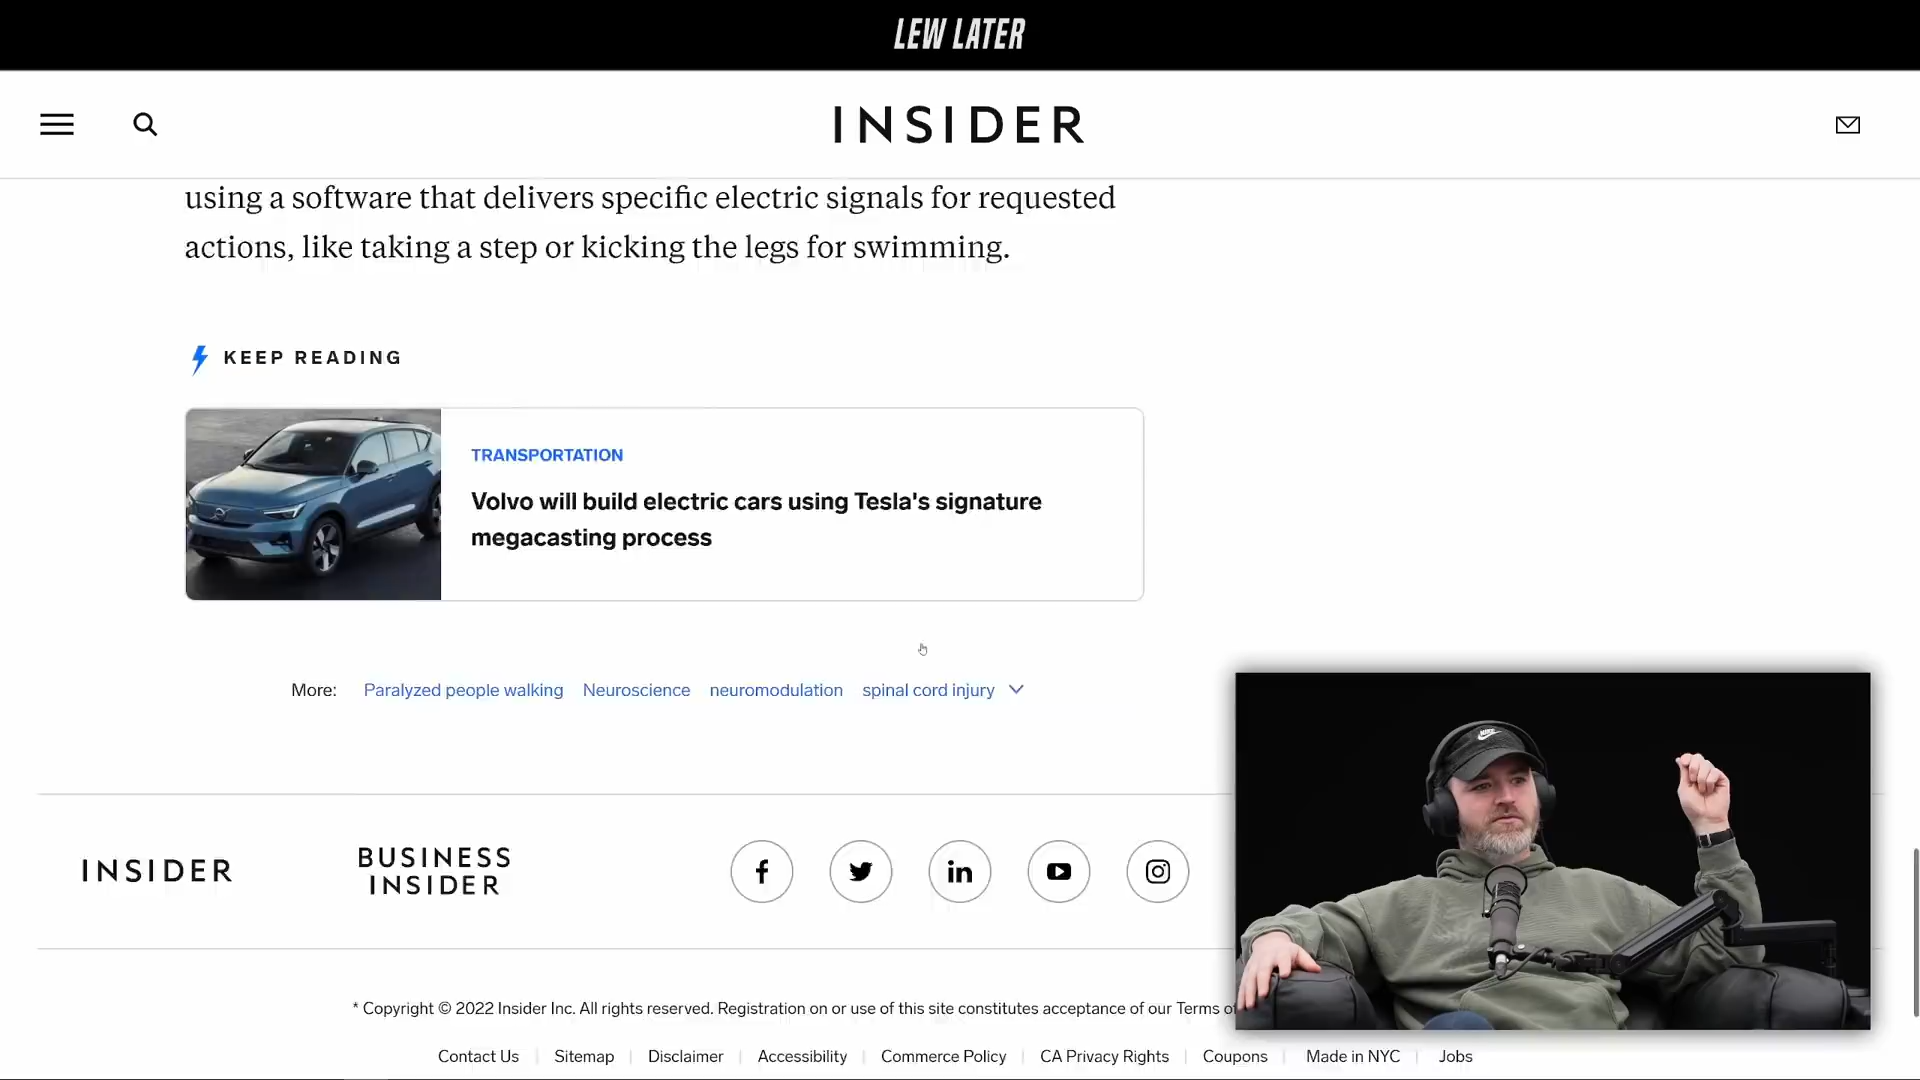 LEW LATER
INSIDER
using a software that delivers specific electric signals for requested
actions, like taking a step or kicking the legs for swimming.
KEEP READING
TRANSPORTATION
Volvo will build electric cars using Tesla's signature
megacasting process
More: Paralyzed people walking Neuroscience neuromodulation spinal cord injury
INSIDER
BUSINESS
INSIDER
* Copyright © 2022 Insider Inc. All rights reserved. Registration on or use of this site constitutes acceptance of our Terms
Contact Us Sitemap Disclaimer Accessibility Commerce Policy CA Privacy Rights Coupons Made in NYC Jobs